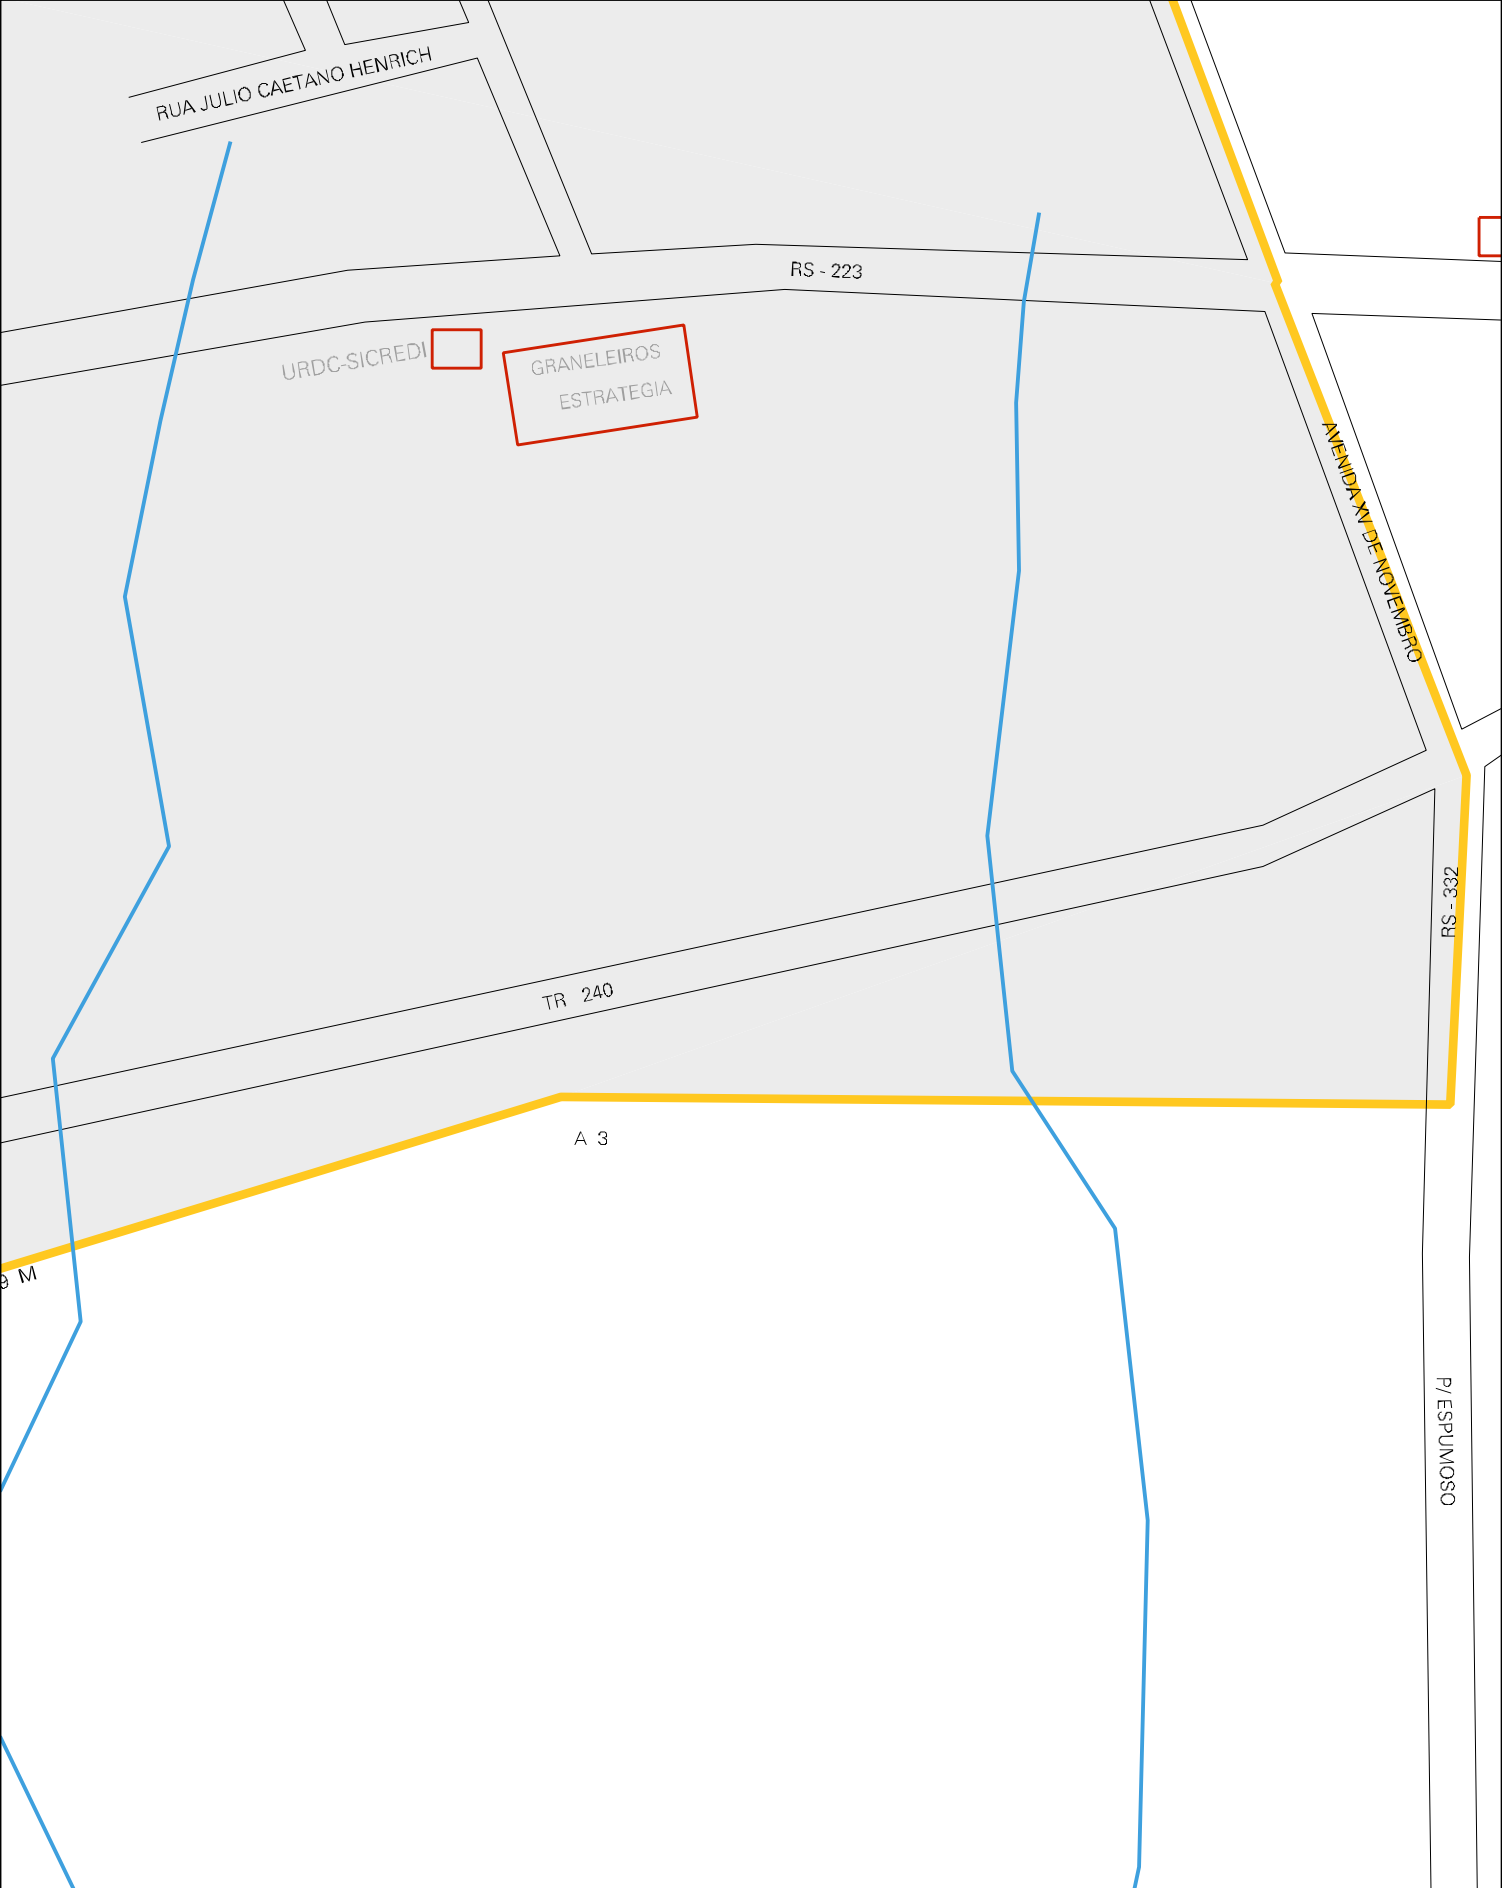 RUA JULIO CAETANO HENRICH
RS - 223
URDC-SICREDI
GRANELEIROS
ESTRATEGIA
AVENIDA XV DE NOVEMBRO
RS - 332
TR 240
A 3
9 M
P/ ESPUMOSO